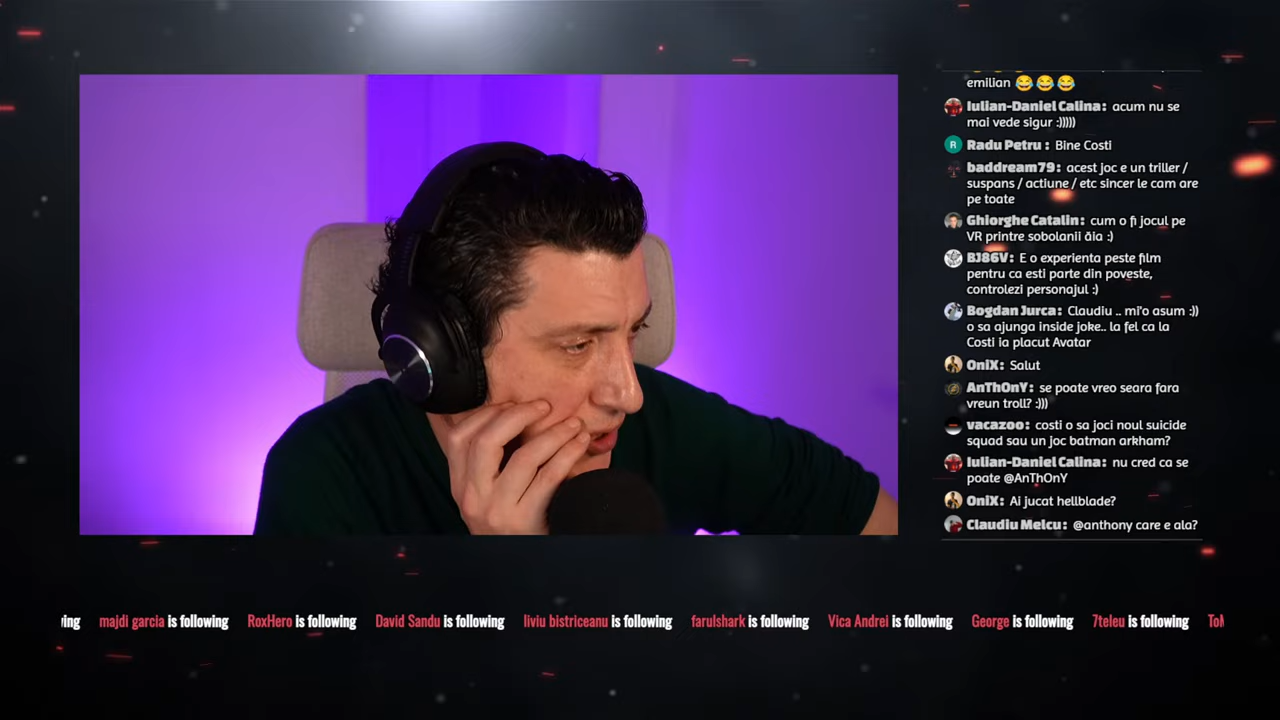 emilian 😂😂😂
Iulian-Daniel Calina: acum nu se
mai vede sigur :)))))
R Radu Petru: Bine Costi
baddream79: acest joc e un triller /
suspans / actiune / etc sincer le cam are
pe toate
Ghiorghe Catalin: cum o fi jocul pe
VR printre sobolanii ăia :)
BJ86V: E o experienta peste film
pentru ca esti parte din poveste,
controlezi personajul :)
Bogdan Jurca: Claudiu .. mi'o asum :))
o sa ajunga inside joke.. la fel ca la
Costi ia placut Avatar
OniX: Salut
AnThOnY: se poate vreo seara fara
vreun troll? :)))
vacazoo: costi o sa joci noul suicide
squad sau un joc batman arkham?
Iulian-Daniel Calina: nu cred ca se
poate @AnThOnY
OniX: Ai jucat hellblade?
Claudiu Melcu: @anthony care e ala?
majdi garcia is following RoxHero is following David Sandu is following liviu bistriceanu is following farulshark is following Vica Andrei is following George is following 7teleu is following